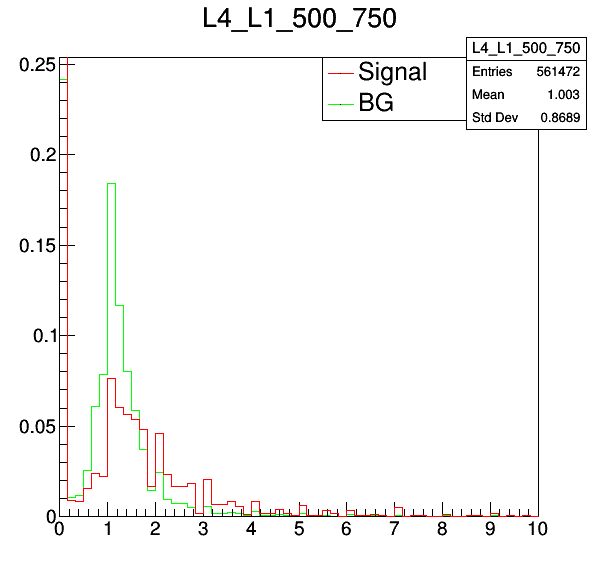 L4_L1_500_750
L4_L1_500_750
Entries 561472
Mean 1.003
Std Dev 0.8689
Signal
BG
0.25
0.2
0.15
0.1
0.05
0
0 1 2 3 4 5 6 7 8 9 10